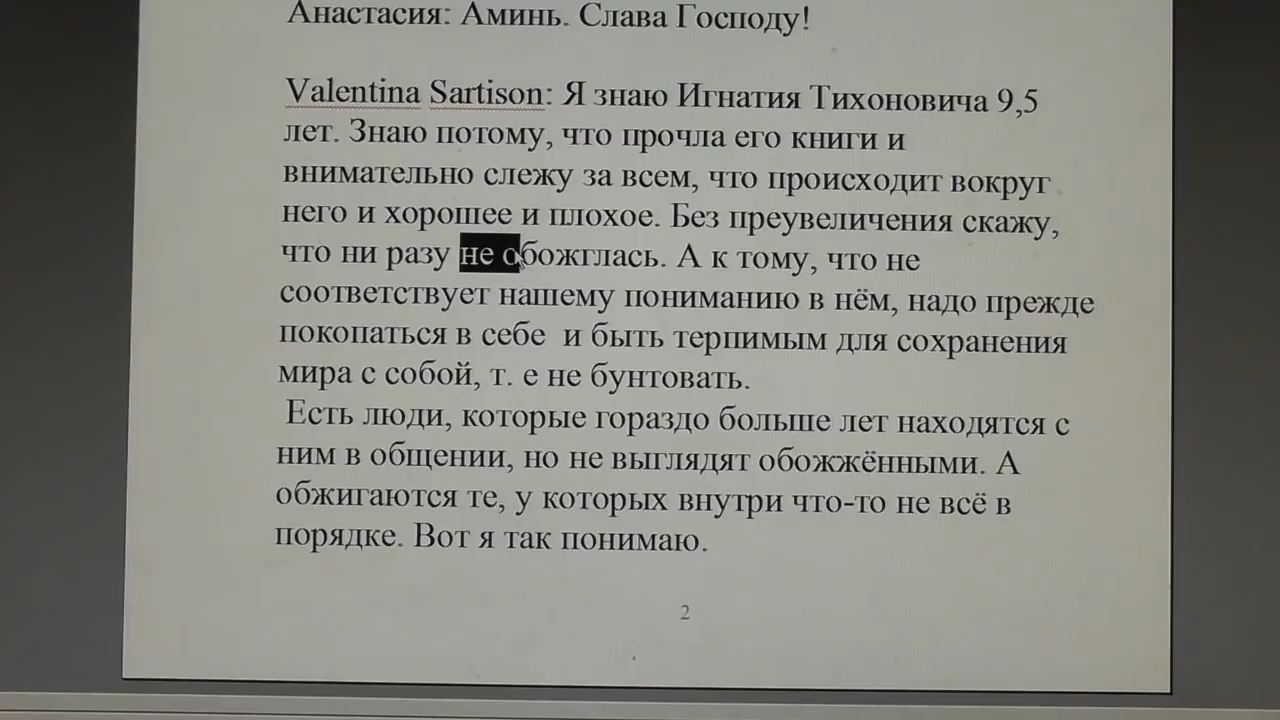 Анастасия: Аминь. Слава Господу!
Valentina Sartison: Я знаю Игнатия Тихоновича 9,5
лет. Знаю потому, что прочла его книги и
внимательно слежу за всем, что происходит вокруг
него и хорошее и плохое. Без преувеличения скажу,
что ни разу не обожглась. А к тому, что не
соответствует нашему пониманию в нём, надо прежде
покопаться в себе  и быть терпимым для сохранения
мира с собой, т. е не бунтовать.
Есть люди, которые гораздо больше лет находятся с
ним в общении, но не выглядят обожжёнными. А
обжигаются те, у которых внутри что-то не всё в
порядке. Вот я так понимаю.
2